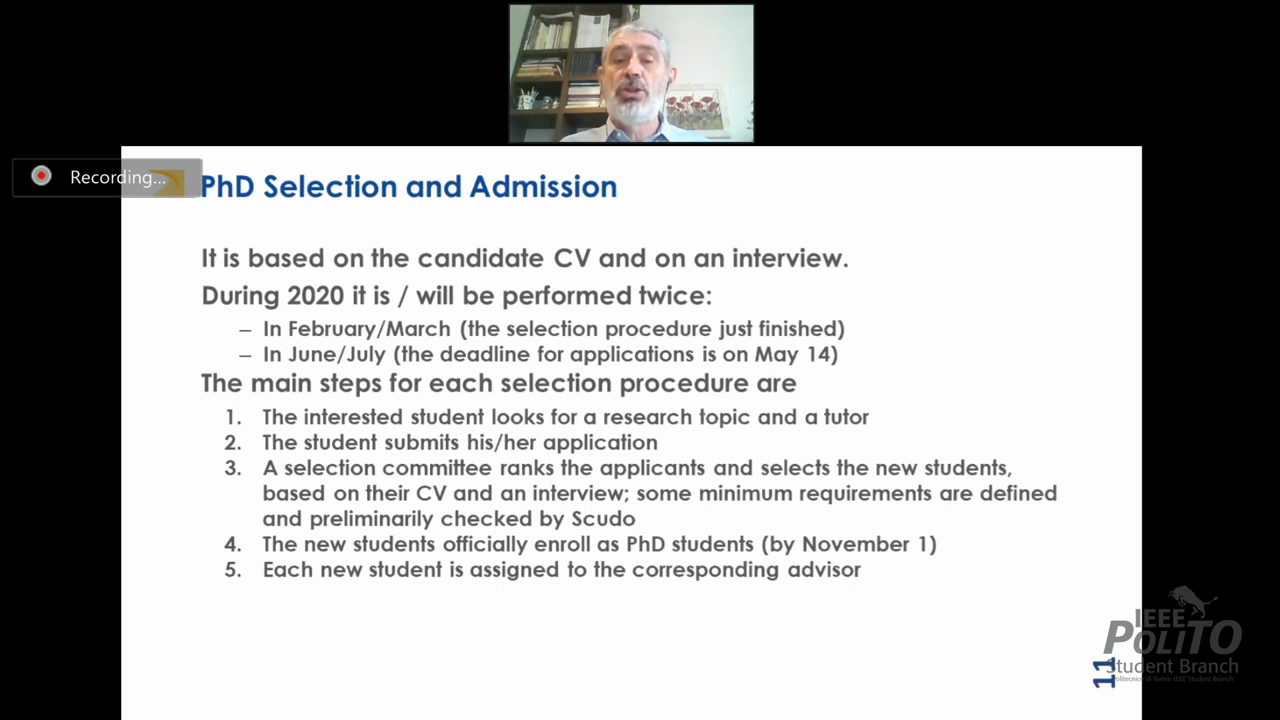 Recording...
PhD Selection and Admission
It is based on the candidate CV and on an interview.
During 2020 it is / will be performed twice:
– In February/March (the selection procedure just finished)
– In June/July (the deadline for applications is on May 14)
The main steps for each selection procedure are
1. The interested student looks for a research topic and a tutor
2. The student submits his/her application
3. A selection committee ranks the applicants and selects the new students,
based on their CV and an interview; some minimum requirements are defined
and preliminarily checked by Scudo
4. The new students officially enroll as PhD students (by November 1)
5. Each new student is assigned to the corresponding advisor
IEEE
POLITO
Student Branch
Politecnico di Torino IEEE Student Branch
11